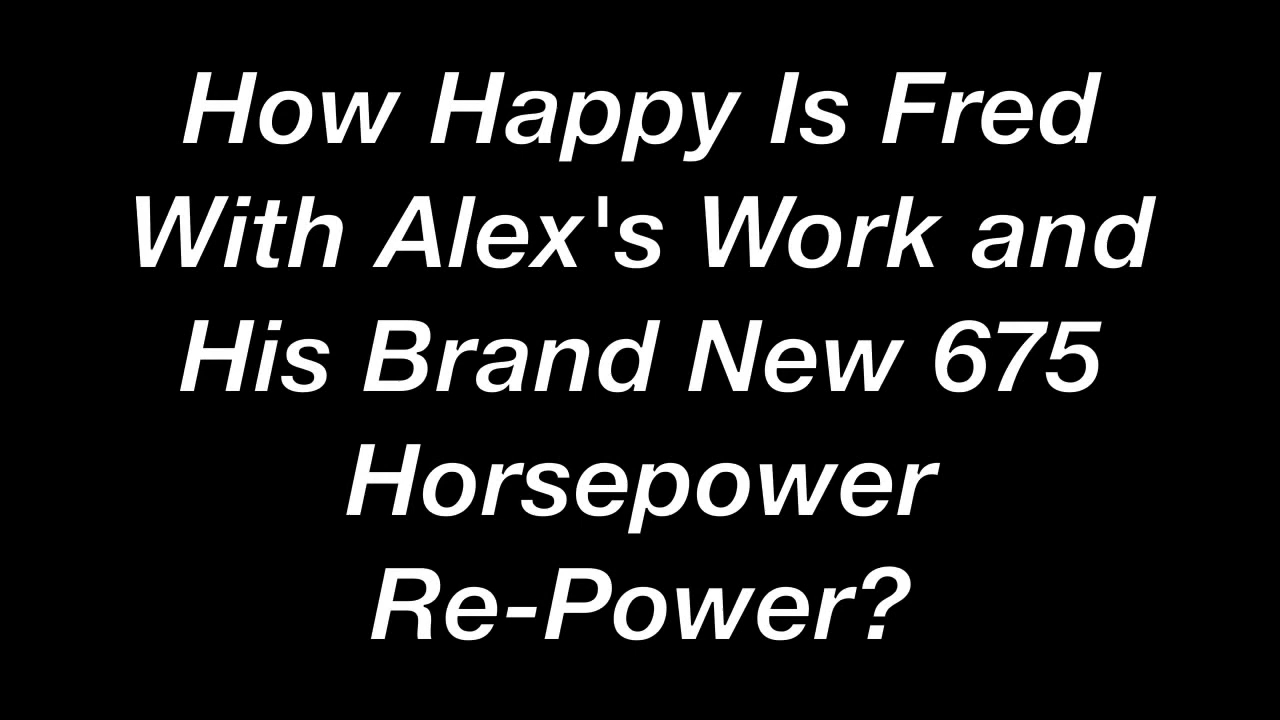 How Happy Is Fred
With Alex's Work and
His Brand New 675
Horsepower
Re-Power?